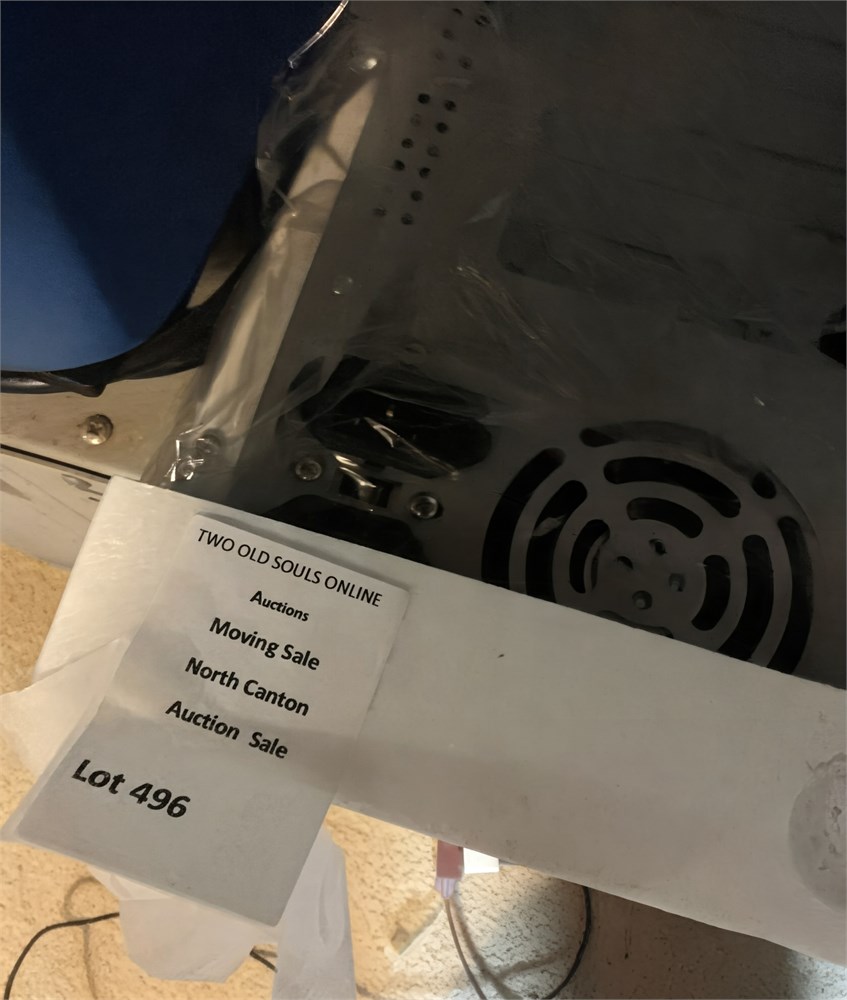 TWO OLD SOULS ONLINE
Auctions
Moving Sale
North Canton
Auction Sale
Lot 496